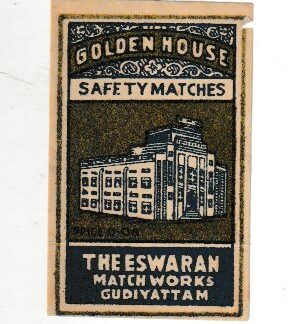 GOLDEN HOUSE
SAFETY MATCHES
THE ESWARAN
MATCH WORKS
GUDIYATTAM